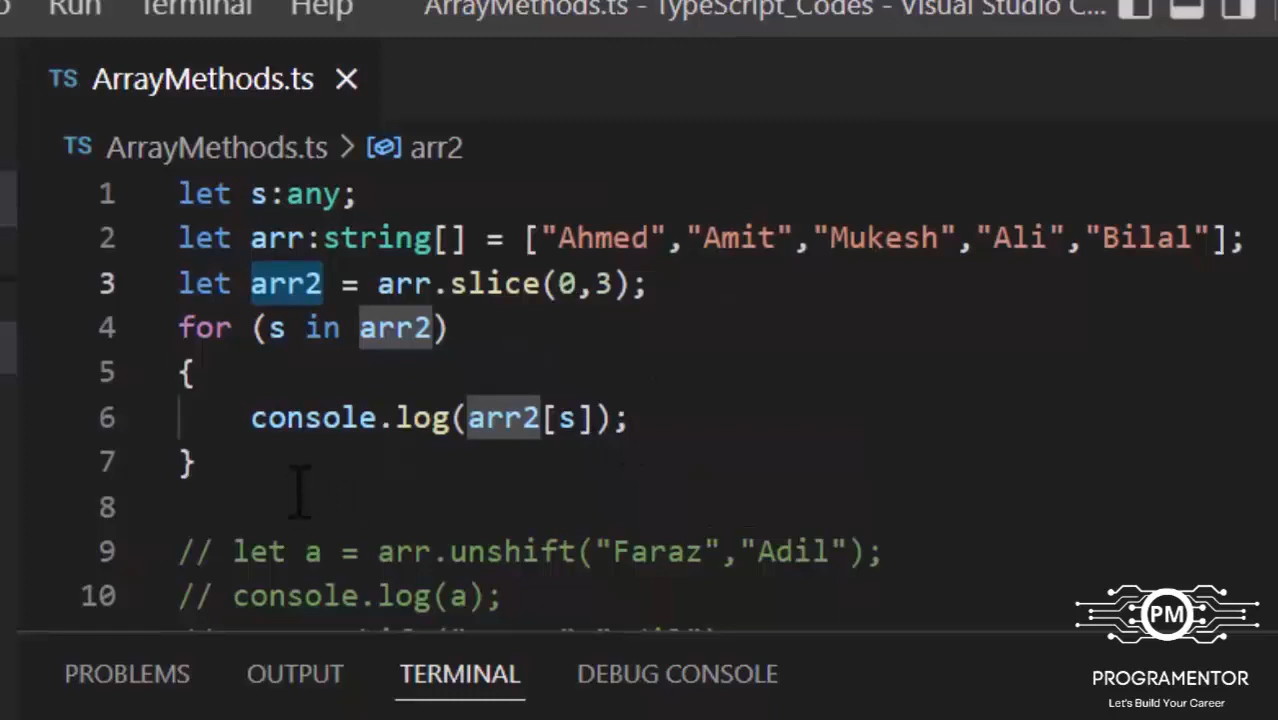 Run Terminal Help ArrayMethods.ts - TypeScript_Codes - Visual Studio C...
TS ArrayMethods.ts
TS ArrayMethods.ts > arr2
1 let s:any;
2 let arr:string[] = ["Ahmed","Amit","Mukesh","Ali","Bilal"];
3 let arr2 = arr.slice(0,3);
4 for (s in arr2)
5 {
6 console.log(arr2[s]);
7 }
8
9 // let a = arr.unshift("Faraz","Adil");
10 // console.log(a);
PROBLEMS OUTPUT TERMINAL DEBUG CONSOLE
PM
PROGRAMENTOR
Let's Build Your Career